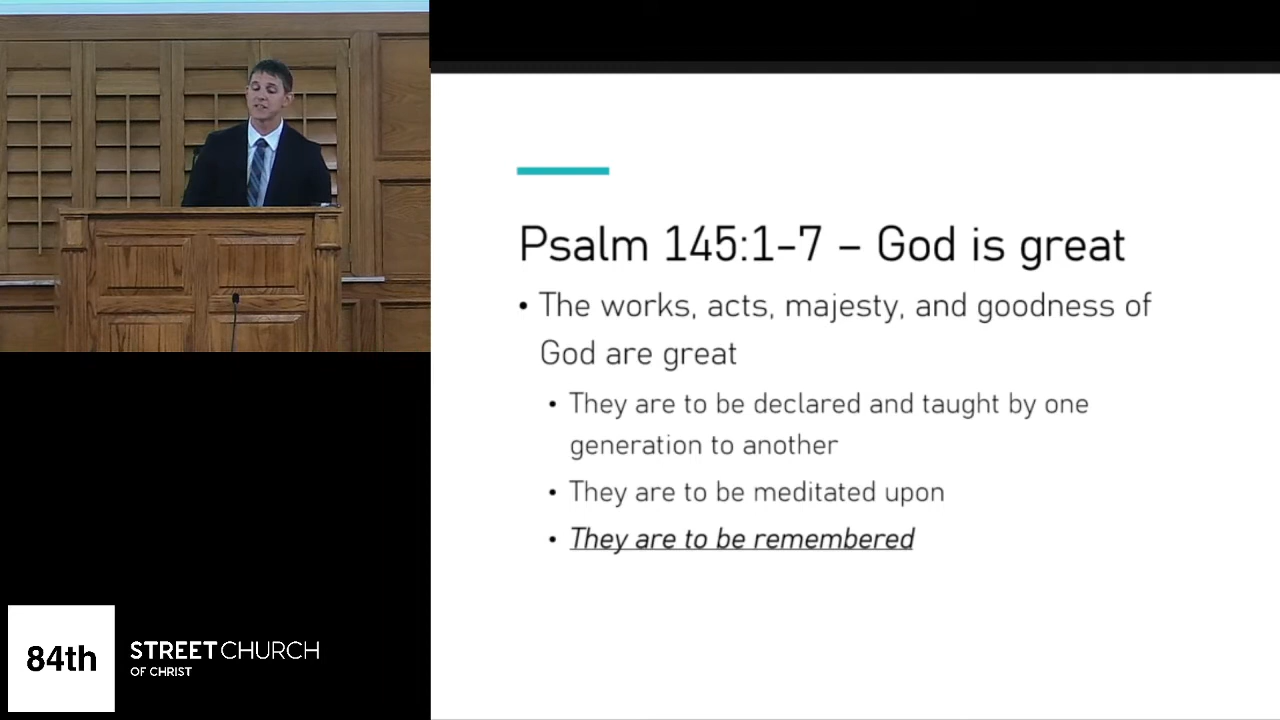 Psalm 145:1-7 – God is great
• The works, acts, majesty, and goodness of
God are great
• They are to be declared and taught by one
generation to another
• They are to be meditated upon
• They are to be remembered
84th
STREET CHURCH
OF CHRIST